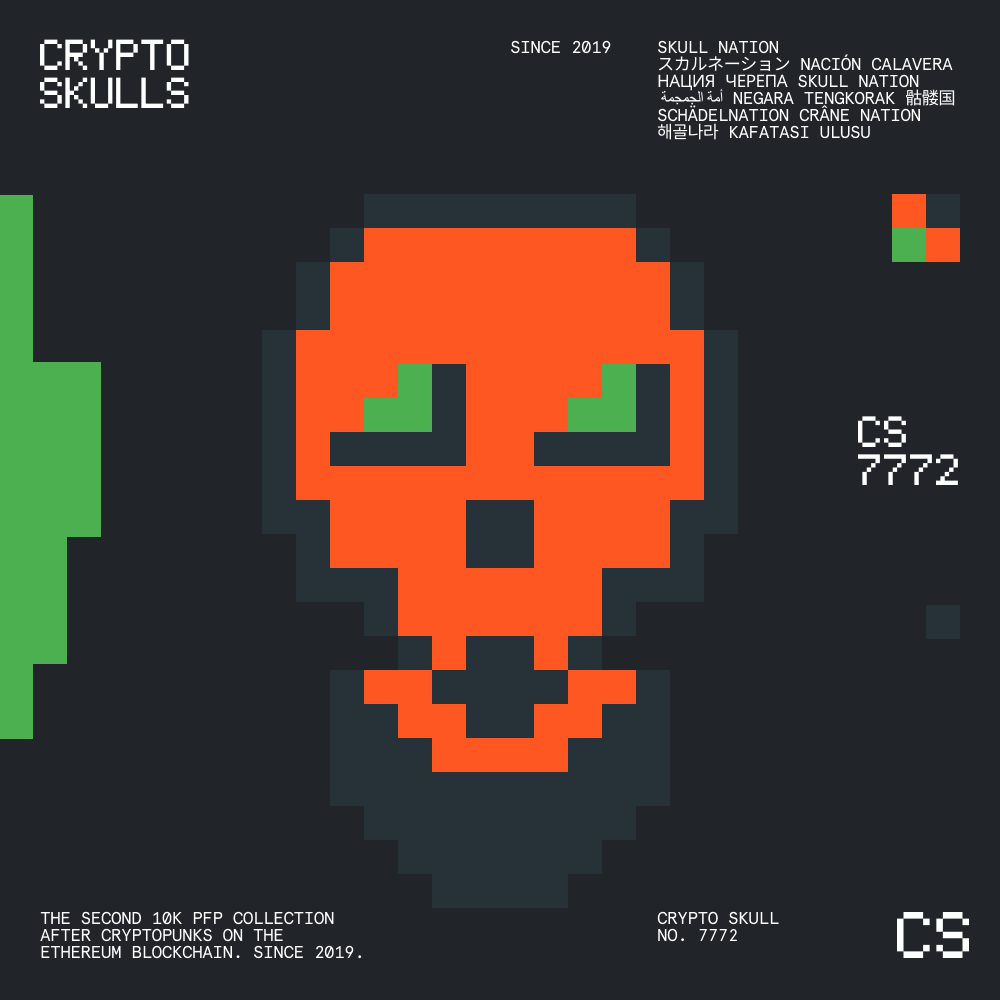 CRYPTO
SKULLS
SINCE 2019
SKULL NATION
スカルネーション NACIÓN CALAVERA
НАЦИЯ ЧЕРЕПА SKULL NATION
أمة الجمجمة NEGARA TENGKORAK 骷髅国
SCHÄDELNATION CRÂNE NATION
해골나라 KAFATASI ULUSU
CS
7772
THE SECOND 10K PFP COLLECTION
AFTER CRYPTOPUNKS ON THE
ETHEREUM BLOCKCHAIN. SINCE 2019.
CRYPTO SKULL
NO. 7772
CS